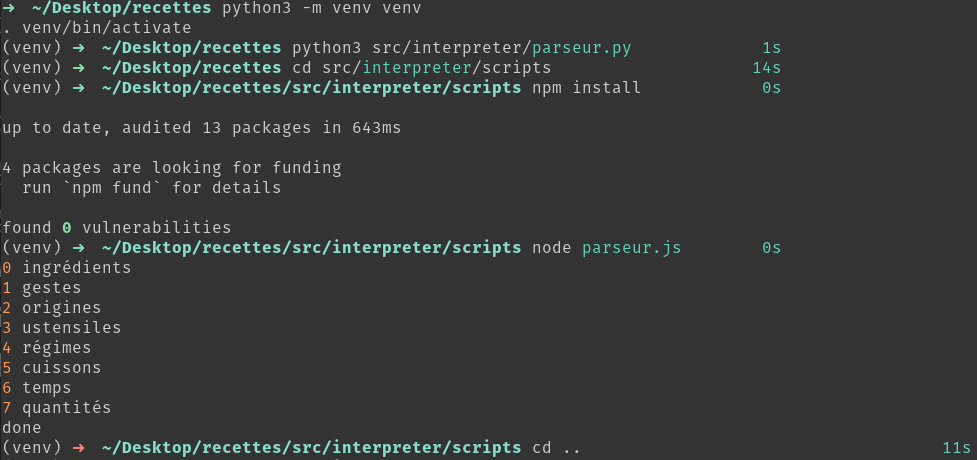 ➜ ~/Desktop/recettes python3 -m venv venv
. venv/bin/activate
(venv) ➜ ~/Desktop/recettes python3 src/interpreter/parseur.py 1s
(venv) ➜ ~/Desktop/recettes cd src/interpreter/scripts 14s
(venv) ➜ ~/Desktop/recettes/src/interpreter/scripts npm install 0s
up to date, audited 13 packages in 643ms
4 packages are looking for funding
run `npm fund` for details
found 0 vulnerabilities
(venv) ➜ ~/Desktop/recettes/src/interpreter/scripts node parseur.js 0s
0 ingrédients
1 gestes
2 origines
3 ustensiles
4 régimes
5 cuissons
6 temps
7 quantités
done
(venv) ➜ ~/Desktop/recettes/src/interpreter/scripts cd .. 11s